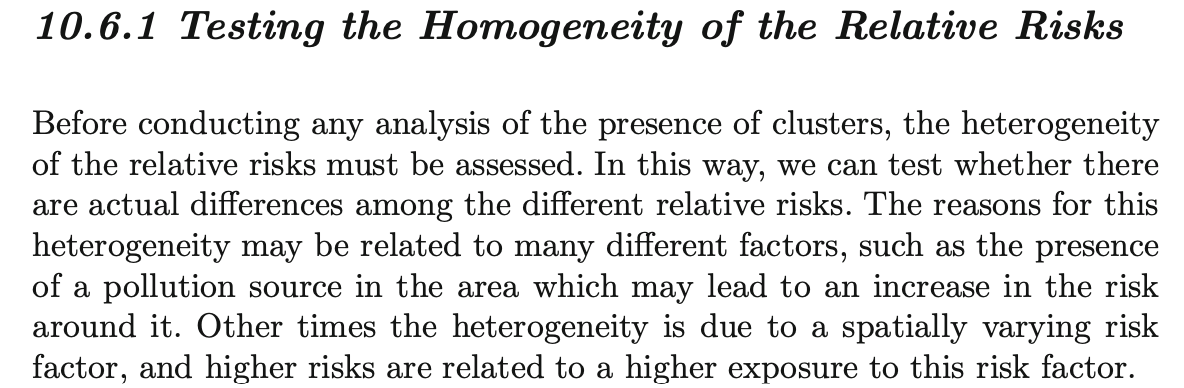 10.6.1 Testing the Homogeneity of the Relative Risks
Before conducting any analysis of the presence of clusters, the heterogeneity
of the relative risks must be assessed. In this way, we can test whether there
are actual differences among the different relative risks. The reasons for this
heterogeneity may be related to many different factors, such as the presence
of a pollution source in the area which may lead to an increase in the risk
around it. Other times the heterogeneity is due to a spatially varying risk
factor, and higher risks are related to a higher exposure to this risk factor.